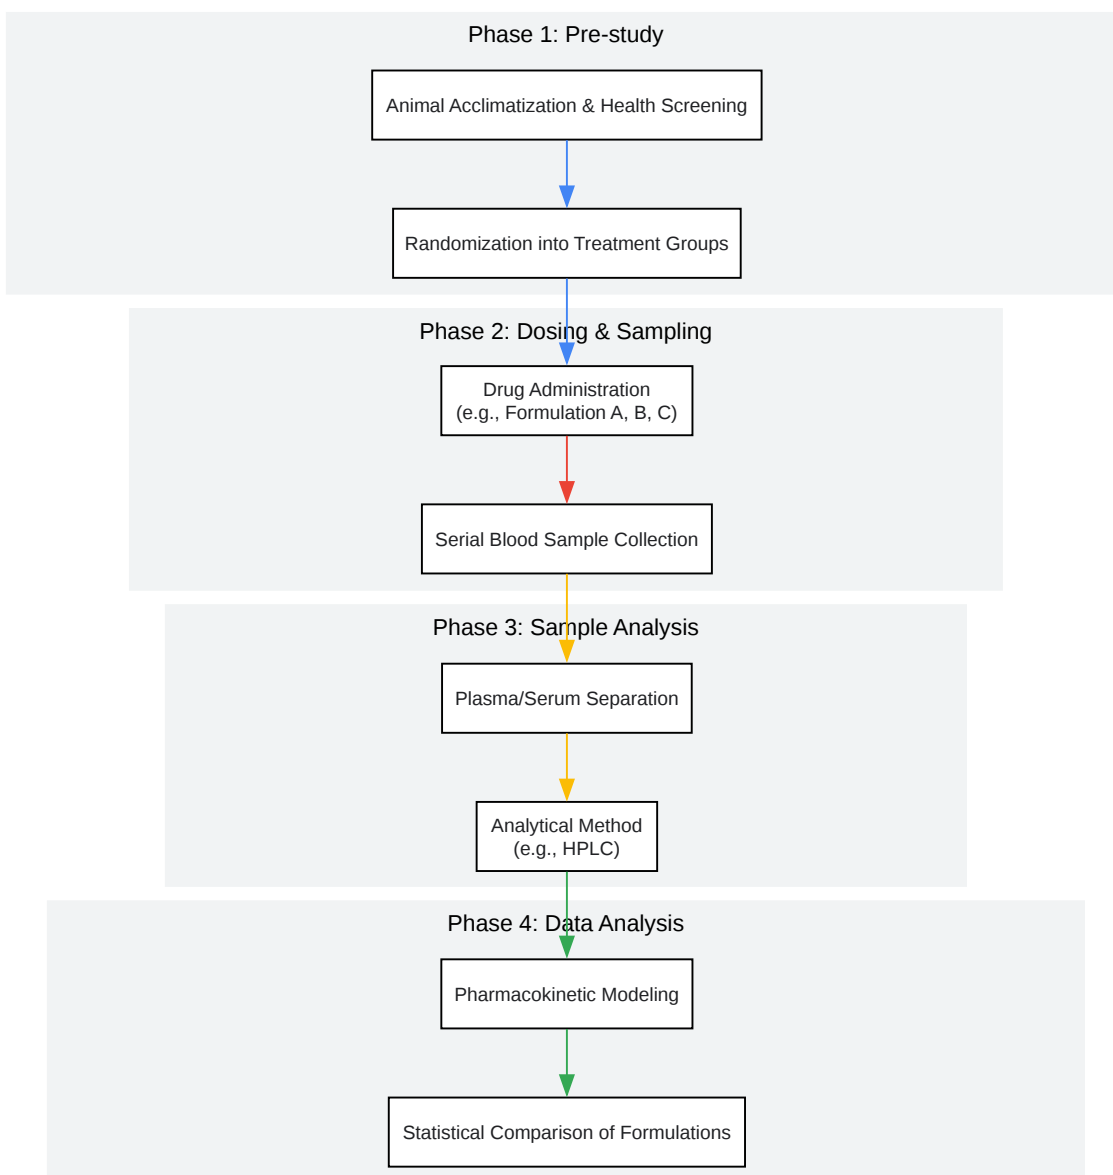 Phase 1: Pre-study
Animal Acclimatization & Health Screening
Randomization into Treatment Groups
Phase 2: Dosing & Sampling
Drug Administration
(e.g., Formulation A, B, C)
Serial Blood Sample Collection
Phase 3: Sample Analysis
Plasma/Serum Separation
Analytical Method
(e.g., HPLC)
Phase 4: Data Analysis
Pharmacokinetic Modeling
Statistical Comparison of Formulations